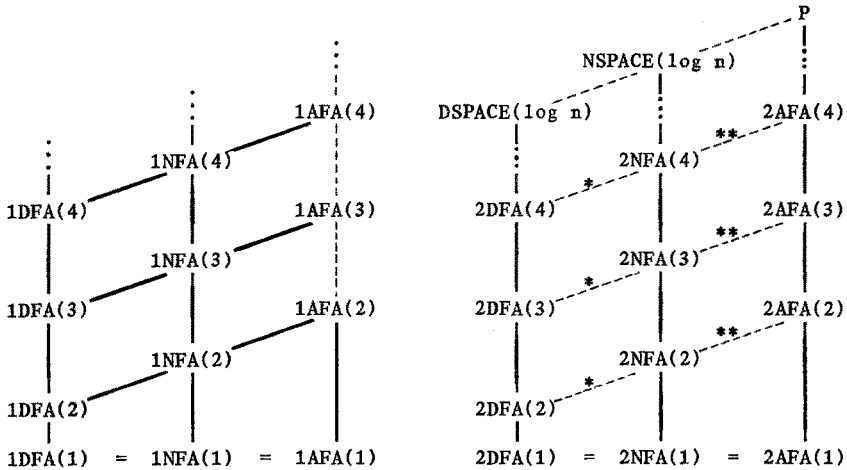 P
NSPACE(log n)
DSPACE(log n)
1AFA(4)
2AFA(4)
**
1NFA(4)
2NFA(4)
*
1DFA(4)
1AFA(3)
2DFA(4)
2AFA(3)
**
1NFA(3)
2NFA(3)
*
1DFA(3)
1AFA(2)
2DFA(3)
2AFA(2)
**
1NFA(2)
2NFA(2)
*
1DFA(2)
2DFA(2)
1DFA(1) = 1NFA(1) = 1AFA(1)
2DFA(1) = 2NFA(1) = 2AFA(1)